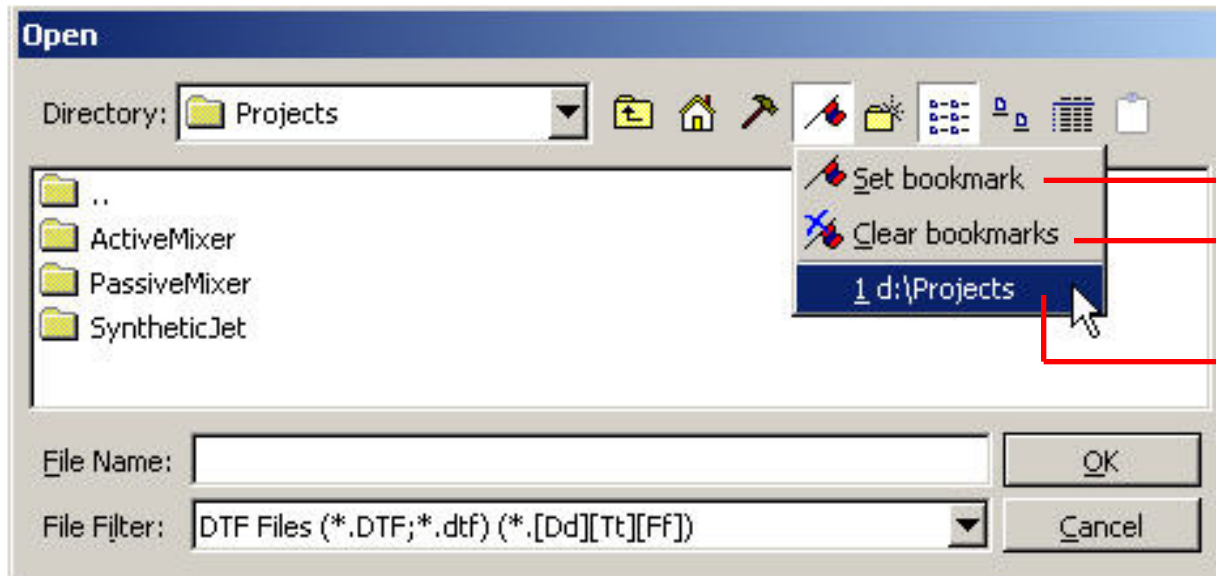 Open
Directory: Projects
Set bookmark
Clear bookmarks
1 d:\Projects
..
ActiveMixer
PassiveMixer
SyntheticJet
File Name:
OK
File Filter: DTF Files (*.DTF;*.dtf) (*.[Dd][Tt][Ff])
Cancel